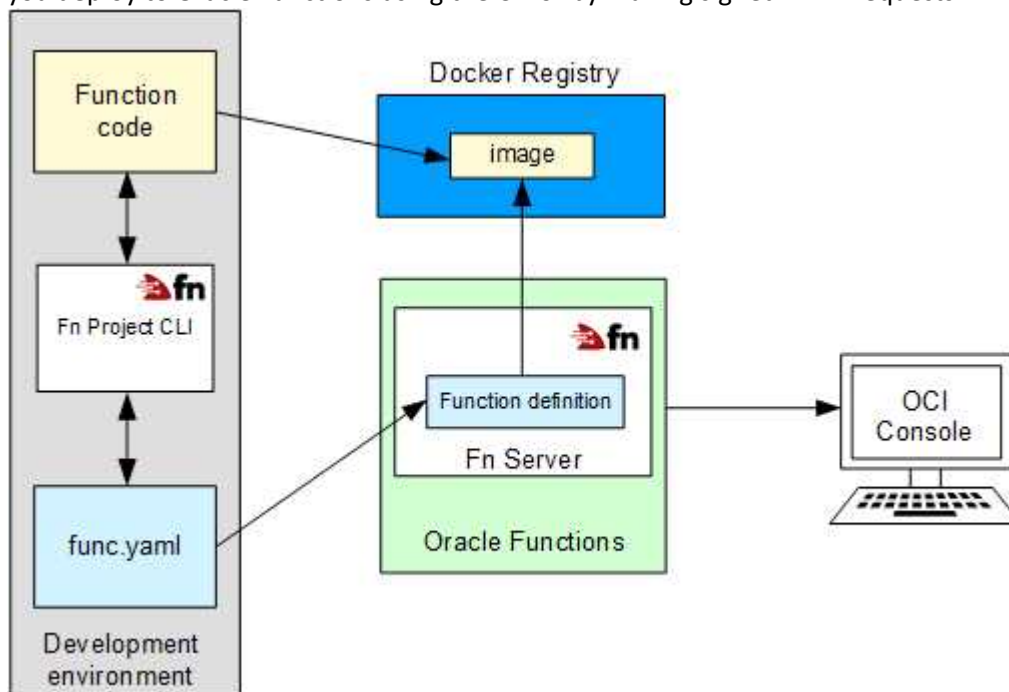 Function
code
fn
Fn Project CLI
func.yaml
Development
environment
Docker Registry
image
fn
Function definition
Fn Server
Oracle Functions
OCI
Console